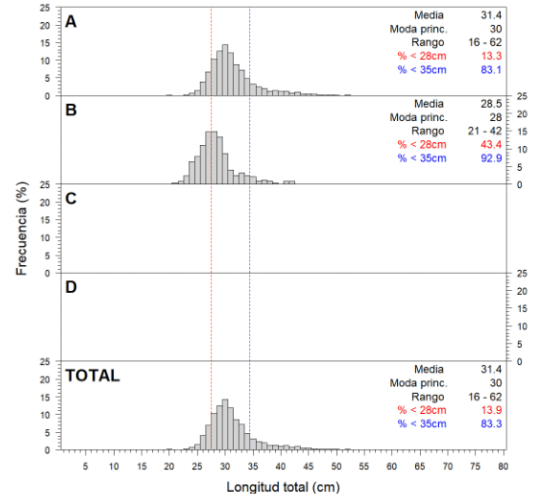 25
20
15
10
5
0
A
Media 31.4
Moda princ. 30
Rango 16 - 62
% < 28cm 13.3
% < 35cm 83.1
B
Media 28.5
Moda princ. 28
Rango 21 - 42
% < 28cm 43.4
% < 35cm 92.9
25
20
15
10
5
0
Frecuencia (%)
25
20
15
10
5
0
C
D
25
20
15
10
5
0
25
20
15
10
5
0
TOTAL
Media 31.4
Moda princ. 30
Rango 16 - 62
% < 28cm 13.9
% < 35cm 83.3
5 10 15 20 25 30 35 40 45 50 55 60 65 70 75 80
Longitud total (cm)